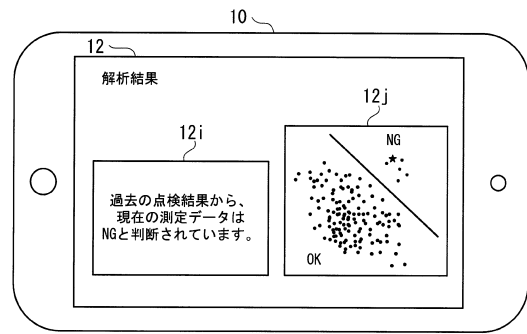 10
12
解析結果
12i
12j
過去の点検結果から、
現在の測定データは
NGと判断されています。
NG
OK